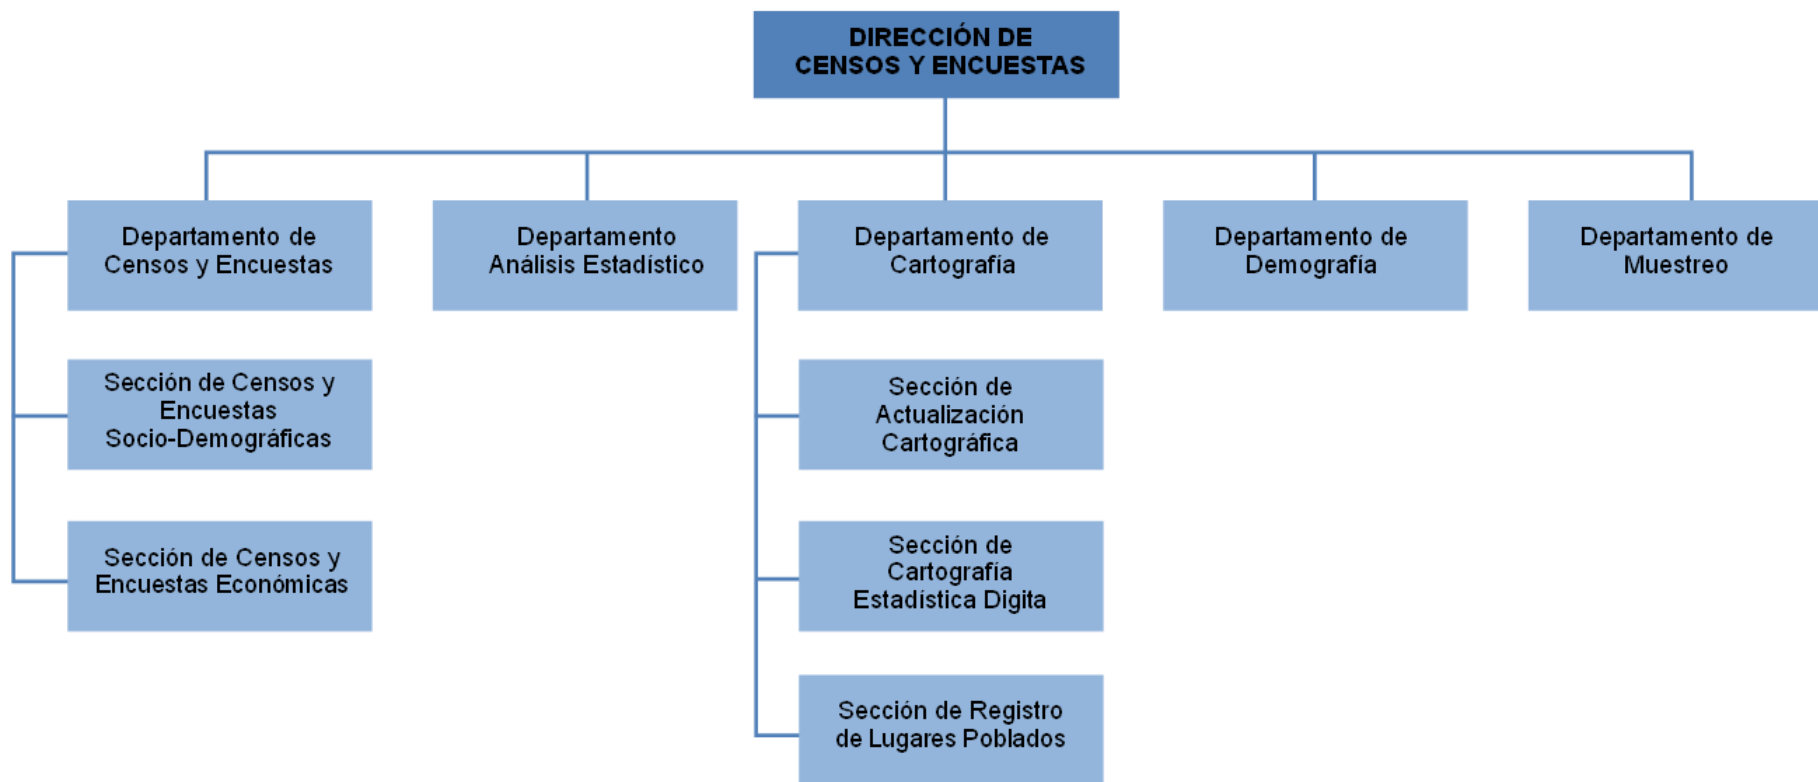 DIRECCIÓN DE
CENSOS Y ENCUESTAS
Departamento de
Censos y Encuestas
Departamento
Análisis Estadístico
Departamento de
Cartografía
Departamento de
Demografía
Departamento de
Muestreo
Sección de Censos y
Encuestas
Socio-Demográficas
Sección de
Actualización
Cartográfica
Sección de Censos y
Encuestas Económicas
Sección de
Cartografía
Estadística Digita
Sección de Registro
de Lugares Poblados